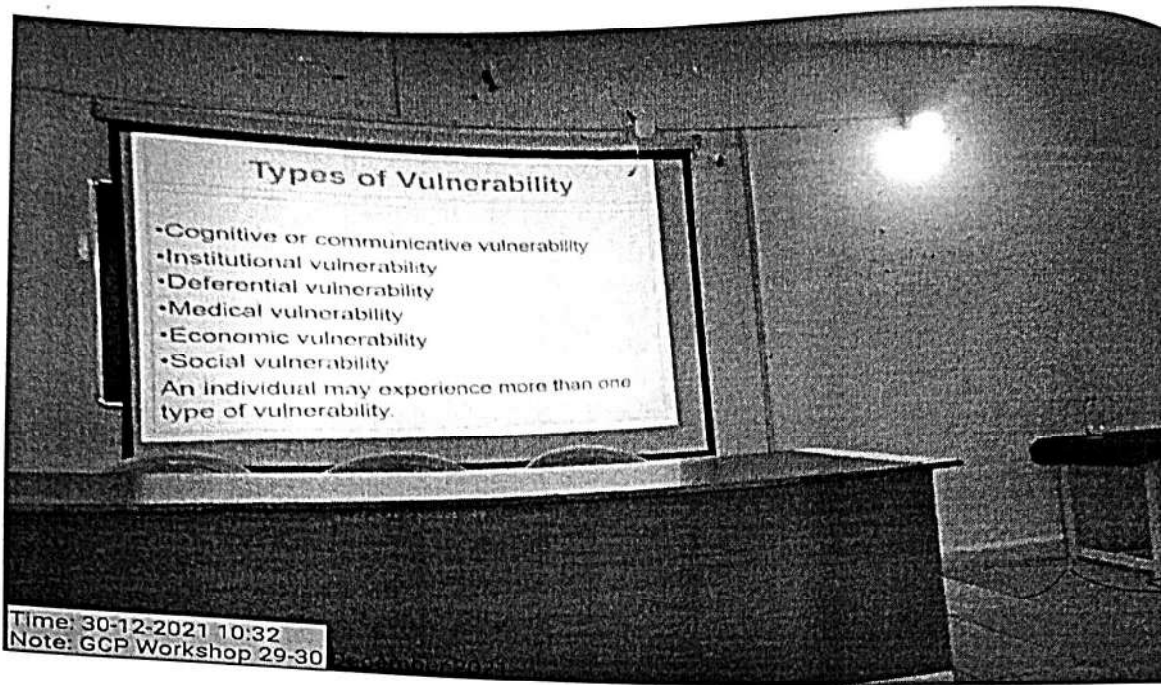 Types of Vulnerability
•Cognitive or communicative vulnerability
•Institutional vulnerability
•Deferential vulnerability
•Medical vulnerability
•Economic vulnerability
•Social vulnerability
An individual may experience more than one
type of vulnerability.
Time: 30-12-2021 10:32
Note: GCP Workshop 29-30